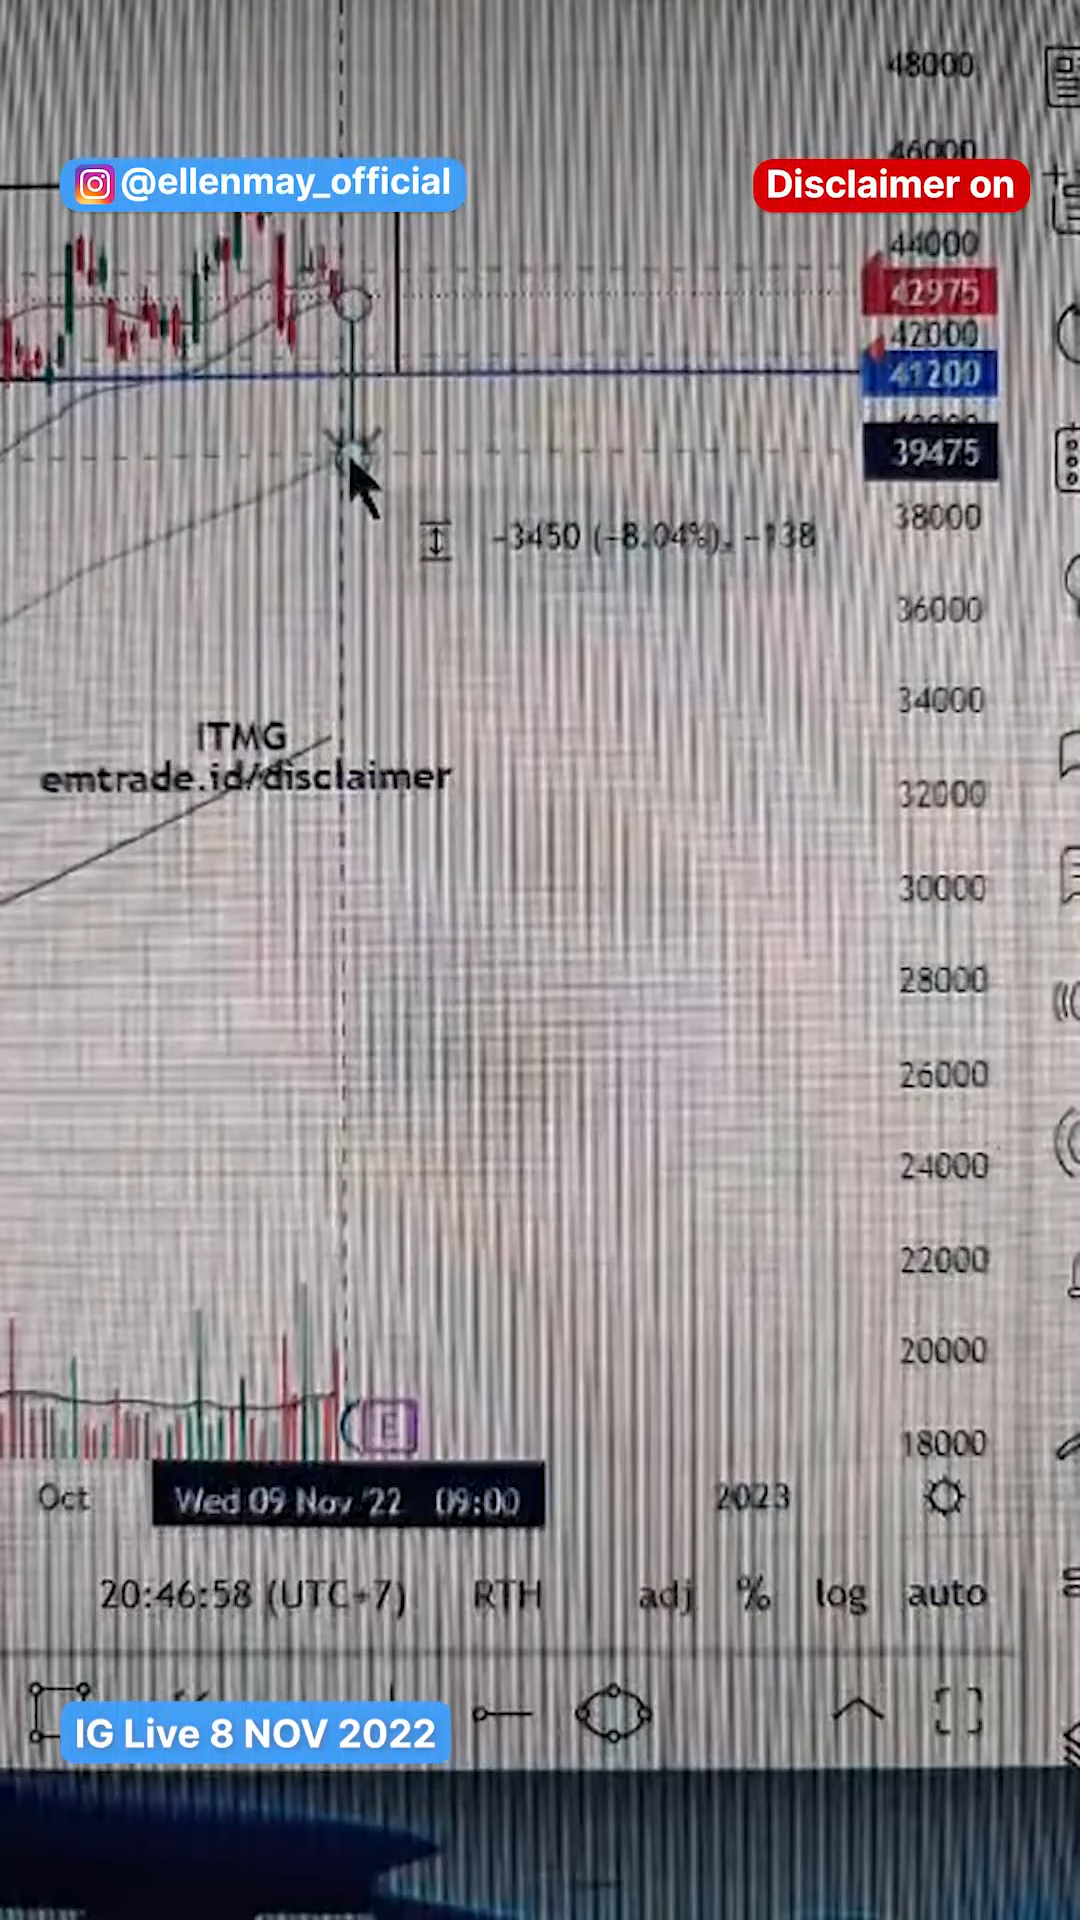 48000
46000
@ellenmay_official
Disclaimer on
44000
42975
42000
41200
39475
38000
-3450 (-8.04%), -138
36000
34000
ITMG
emtrade.id/disclaimer
32000
30000
28000
26000
24000
22000
20000
E
18000
Oct
Wed 09 Nov '22 09:00
2023
20:46:58 (UTC+7)
RTH
adj
%
log
auto
IG Live 8 NOV 2022